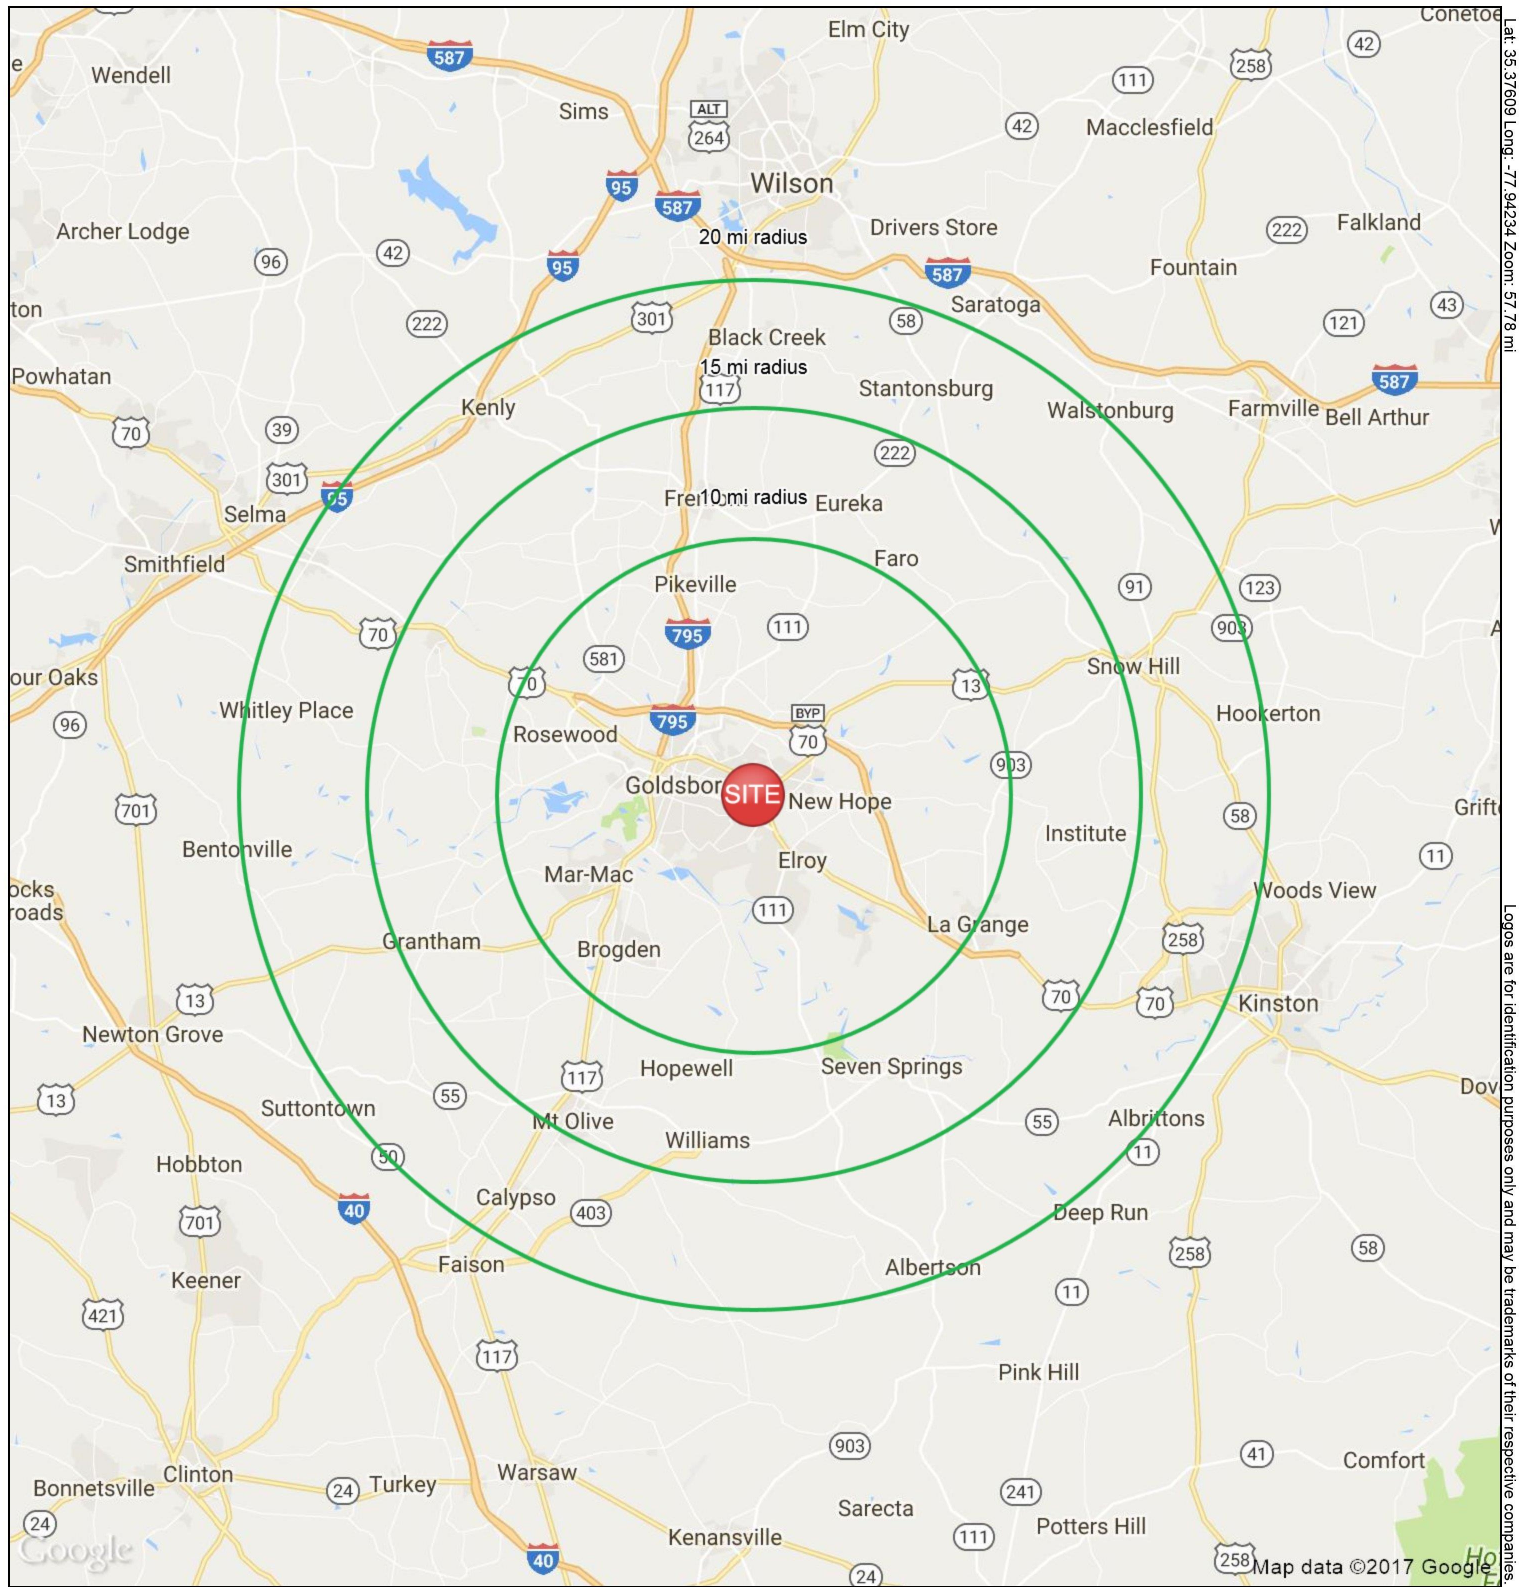 Conetoe
Elm City
42
587
258
Wendell
111
Sims
ALT
264
42
Macclesfield
95
Wilson
587
Falkland
Drivers Store
222
Archer Lodge
42
96
95
20 mi radius
Fountain
587
43
Saratoga
ton
301
58
121
222
Black Creek
15 mi radius
Powhatan
587
117
Stantonsburg
Kenly
Walstonburg
Farmville
Bell Arthur
70
39
222
301
95
Fremont
10 mi radius
Eureka
Selma
Smithfield
Faro
Pikeville
91
123
70
795
111
903
581
Snow Hill
our Oaks
70
13
Whitley Place
96
795
BYP
70
Hookerton
Rosewood
903
Goldsbor
SITE
New Hope
701
58
Grifto
Institute
Bentonville
Elroy
11
Mar-Mac
ocks
roads
Woods View
111
La Grange
Grantham
Brogden
258
13
70
70
Kinston
Newton Grove
Hopewell
Seven Springs
117
13
55
Dov
Suttontown
Mt Olive
55
Albrittons
Williams
50
11
Hobbton
Calypso
403
40
701
Deep Run
258
58
Faison
Albertson
Keener
11
421
117
Pink Hill
903
41
Comfort
Clinton
Warsaw
Bonnetsville
24
Turkey
241
Sarecta
24
Kenansville
111
Potters Hill
Google
40
258
24
Map data ©2017 Google
Lat: 35.37609 Long: -77.94234 Zoom: 57.78 mi
Logos are for identification purposes only and may be trademarks of their respective companies.